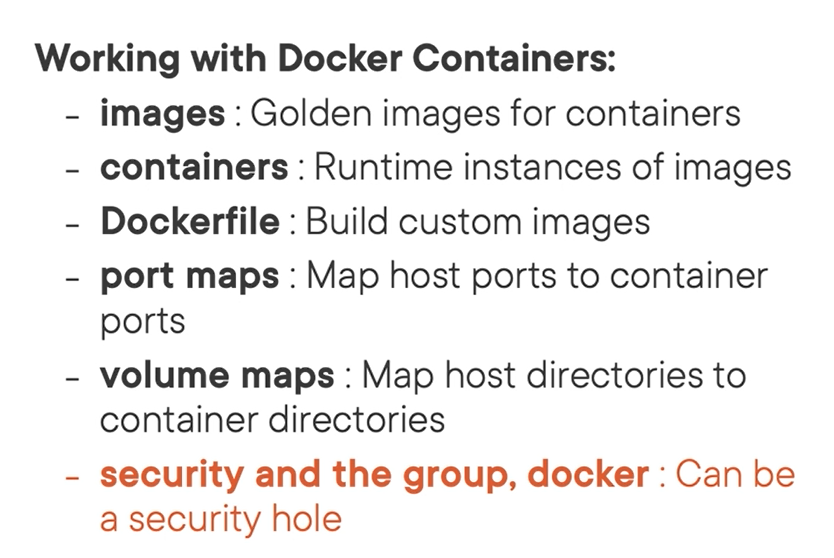 Working with Docker Containers:
- images : Golden images for containers
- containers : Runtime instances of images
- Dockerfile : Build custom images
- port maps : Map host ports to container
ports
- volume maps : Map host directories to
container directories
- security and the group, docker : Can be
a security hole